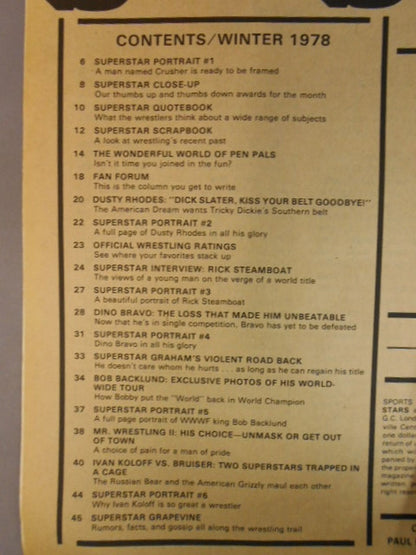 CONTENTS/WINTER 1978
6 SUPERSTAR PORTRAIT #1
A man named Crusher is ready to be framed
8 SUPERSTAR CLOSE-UP
Our thumbs up and thumbs down awards for the month
10 SUPERSTAR QUOTEBOOK
What the wrestlers think about a wide range of subjects
12 SUPERSTAR SCRAPBOOK
A look at wrestling's recent past
14 THE WONDERFUL WORLD OF PEN PALS
Isn't it time you joined in the fun?
18 FAN FORUM
This is the column you get to write
20 DUSTY RHODES: "DICK SLATER, KISS YOUR BELT GOODBYE!"
The American Dream wants Tricky Dickie's Southern belt
22 SUPERSTAR PORTRAIT #2
A full page of Dusty Rhodes in all his glory
23 OFFICIAL WRESTLING RATINGS
See where your favorites stack up
24 SUPERSTAR INTERVIEW: RICK STEAMBOAT
The views of a young man on the verge of a world title
27 SUPERSTAR PORTRAIT #3
A beautiful portrait of Rick Steamboat
28 DINO BRAVO: THE LOSS THAT MADE HIM UNBEATABLE
Now that he's in single competition, Bravo has yet to be defeated
31 SUPERSTAR PORTRAIT #4
Dino Bravo in all his glory
33 SUPERSTAR GRAHAM'S VIOLENT ROAD BACK
He doesn't care whom he hurts . . . as long as he can regain his title
34 BOB BACKLUND: EXCLUSIVE PHOTOS OF HIS WORLD-
WIDE TOUR
How Bobby put the "World" back in World Champion
37 SUPERSTAR PORTRAIT #5
A full page portrait of WWWF king Bob Backlund
38 MR. WRESTLING II: HIS CHOICE—UNMASK OR GET OUT
OF TOWN
A choice of pain for a man of pride
40 IVAN KOLOFF VS. BRUISER: TWO SUPERSTARS TRAPPED IN
A CAGE
The Russian Bear and the American Grizzly maul each other
44 SUPERSTAR PORTRAIT #6
Why Ivan Koloff is so great a wrestler
45 SUPERSTAR GRAPEVINE
Rumors, facts, and gossip all along the wrestling trail
SPORTS
STARS
G.C. Lond
ville Cent
one dollar
return of
which wo
panied by
the proper
magazine
written p
right rese
PAUL